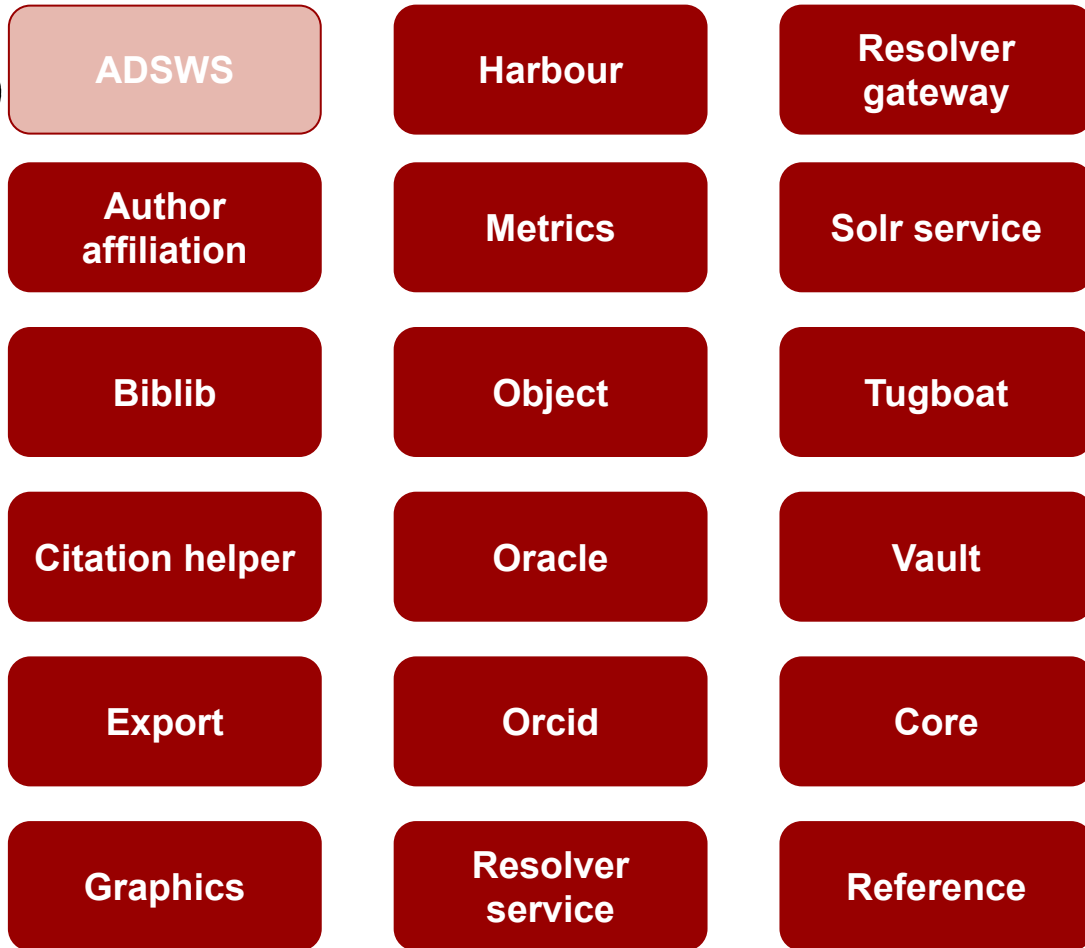 ADSWS
Harbour
Resolver
gateway
Author
affiliation
Metrics
Solr service
Biblib
Object
Tugboat
Citation helper
Oracle
Vault
Export
Orcid
Core
Graphics
Resolver
service
Reference